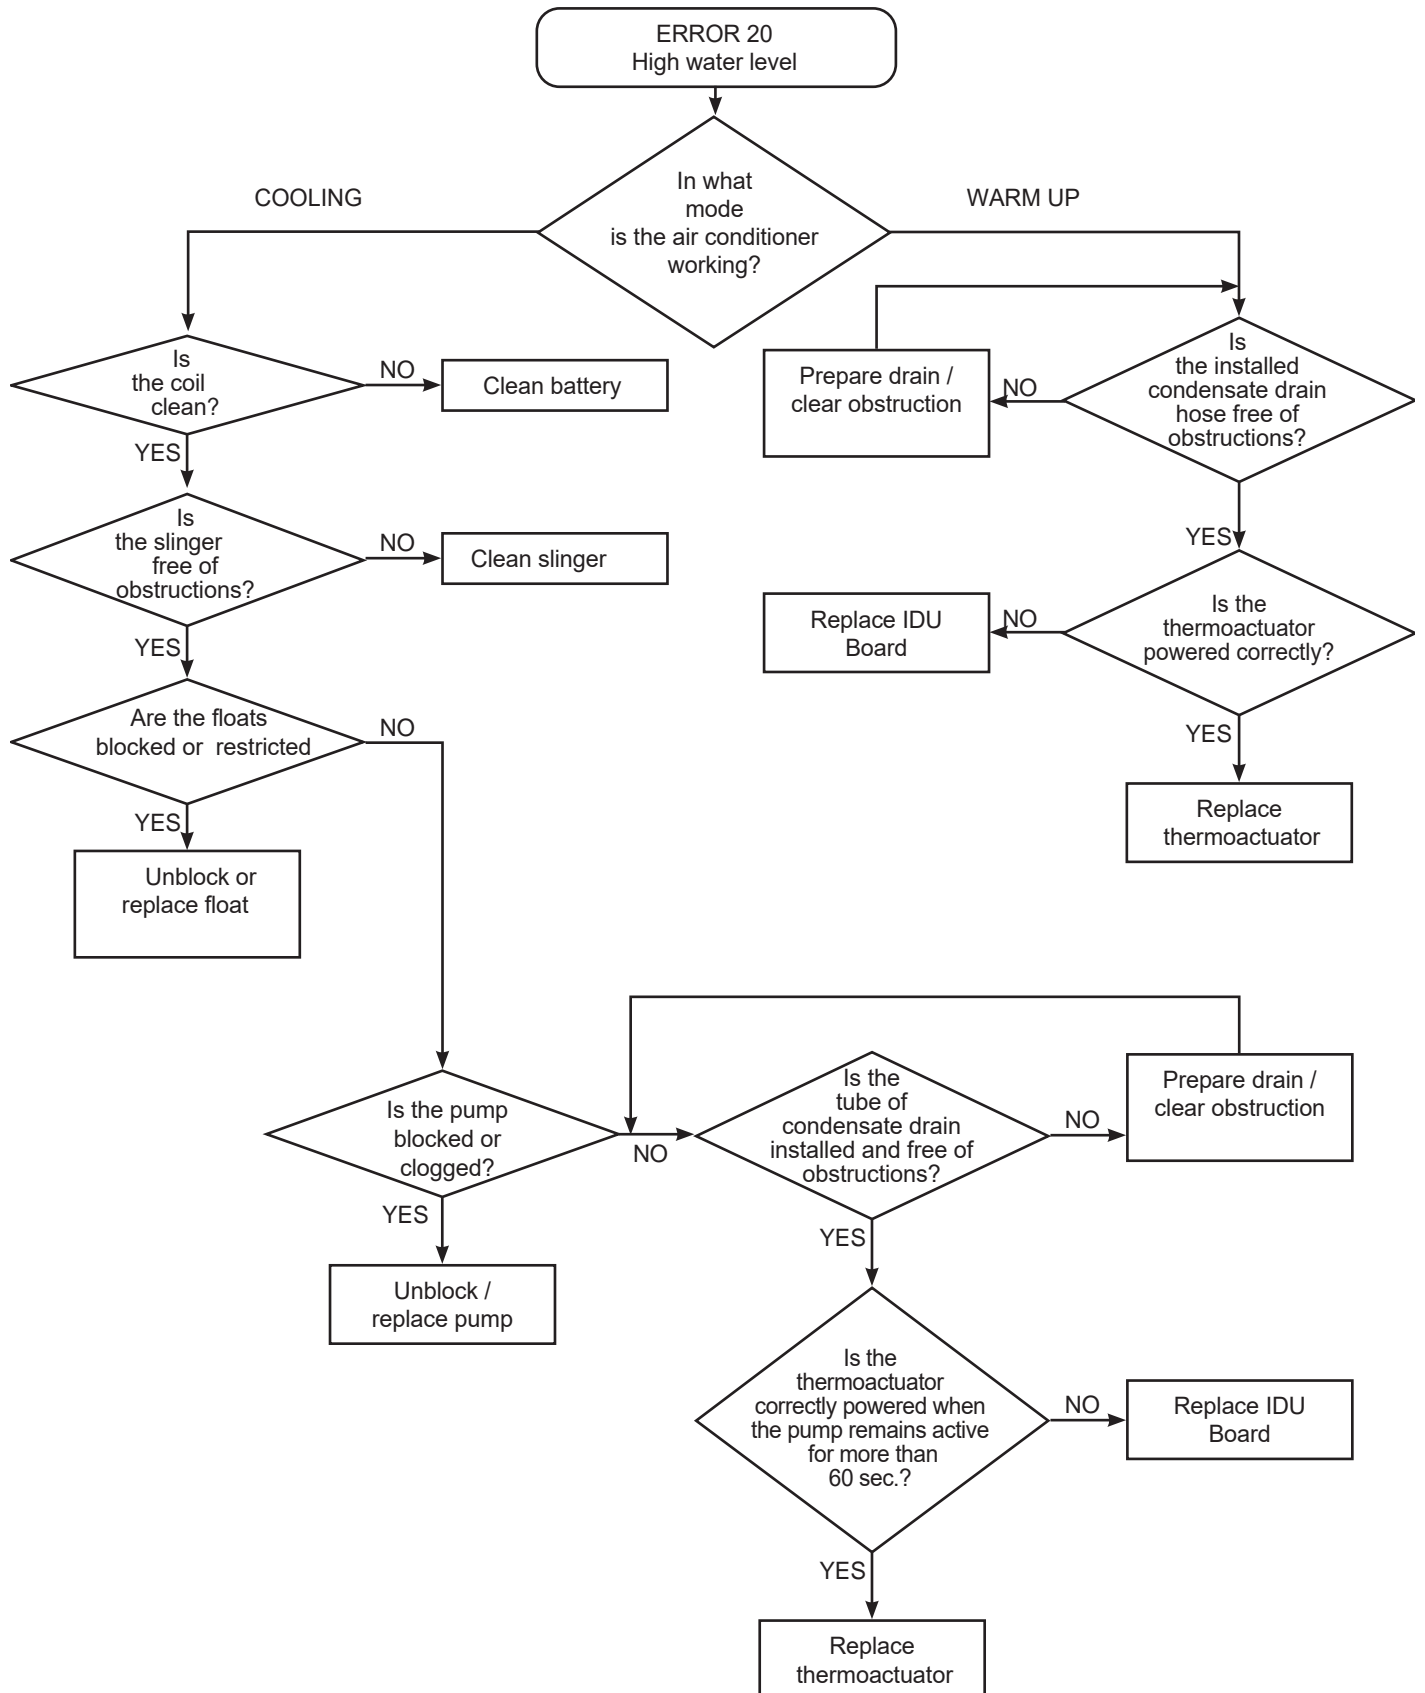 ERROR 20
High water level
In what
mode
is the air conditioner
working?
COOLING
WARM UP
Is
the coil
clean?
NO
Clean battery
YES
Is
the slinger
free of
obstructions?
NO
Clean slinger
YES
Are the floats
blocked or restricted
NO
YES
Unblock or
replace float
Is
the installed
condensate drain
hose free of
obstructions?
NO
Prepare drain /
clear obstruction
YES
Is the
thermoactuator
powered correctly?
NO
Replace IDU
Board
YES
Replace
thermoactuator
Is the pump
blocked or
clogged?
NO
YES
Unblock /
replace pump
Is the
tube of
condensate drain
installed and free of
obstructions?
NO
Prepare drain /
clear obstruction
YES
Is the
thermoactuator
correctly powered when
the pump remains active
for more than
60 sec.?
NO
Replace IDU
Board
YES
Replace
thermoactuator